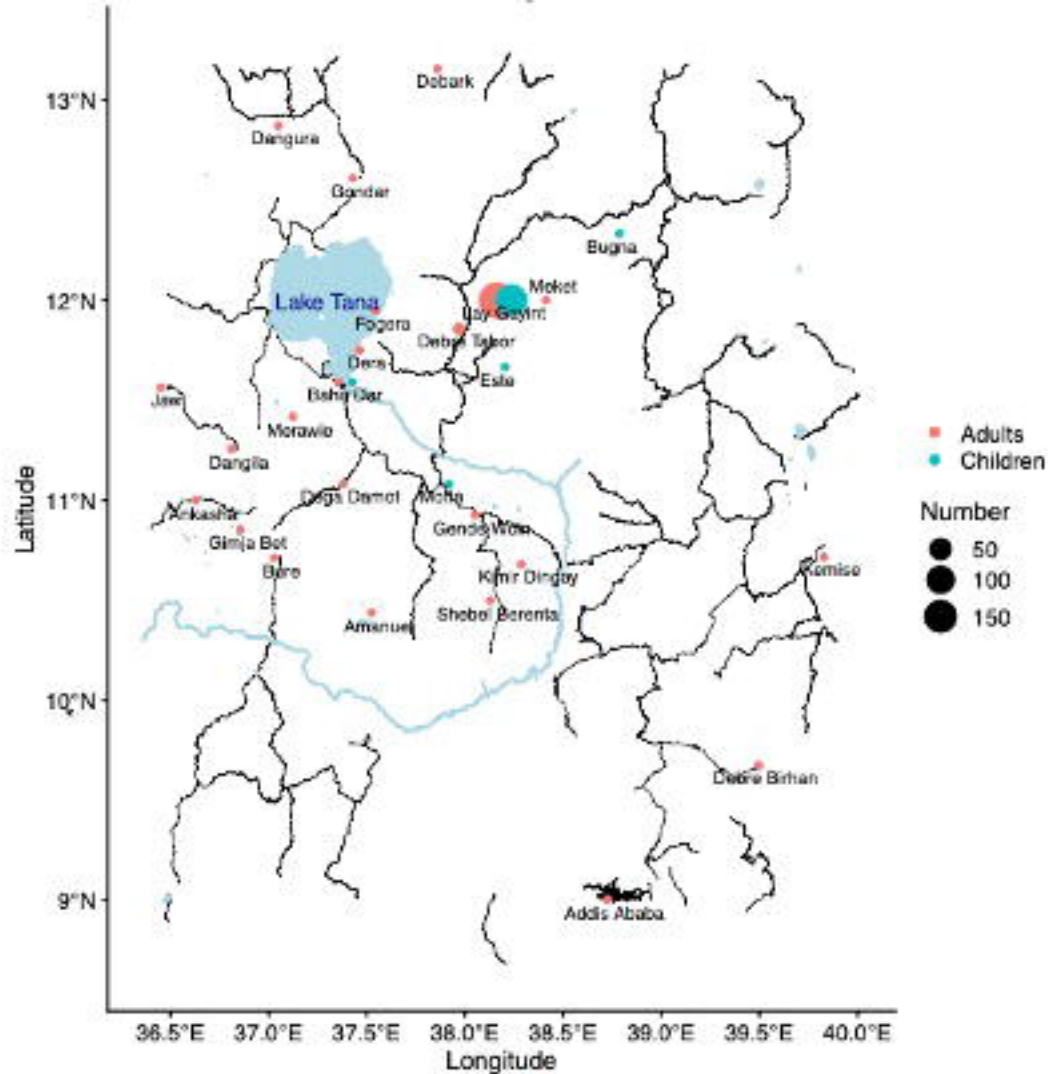 Debark
13°N
Dangura
Gondar
Bugna
12°N
Lake Tana
Meket
Lay Gayint
Fogera
Debre Tabor
Dera
Este
Bahir Dar
Jawi
Merawie
Adults
Dangila
Children
Latitude
11°N
Dega Damot
Mota
Ankasha
Number
Gende Woin
Gimja Bet
50
Bure
Kimir Dingay
Kemise
100
Shebel Berenta
150
Amanuel
10°N
Debre Birhan
9°N
Addis Ababa
36.5°E 37.0°E 37.5°E 38.0°E 38.5°E 39.0°E 39.5°E 40.0°E
Longitude